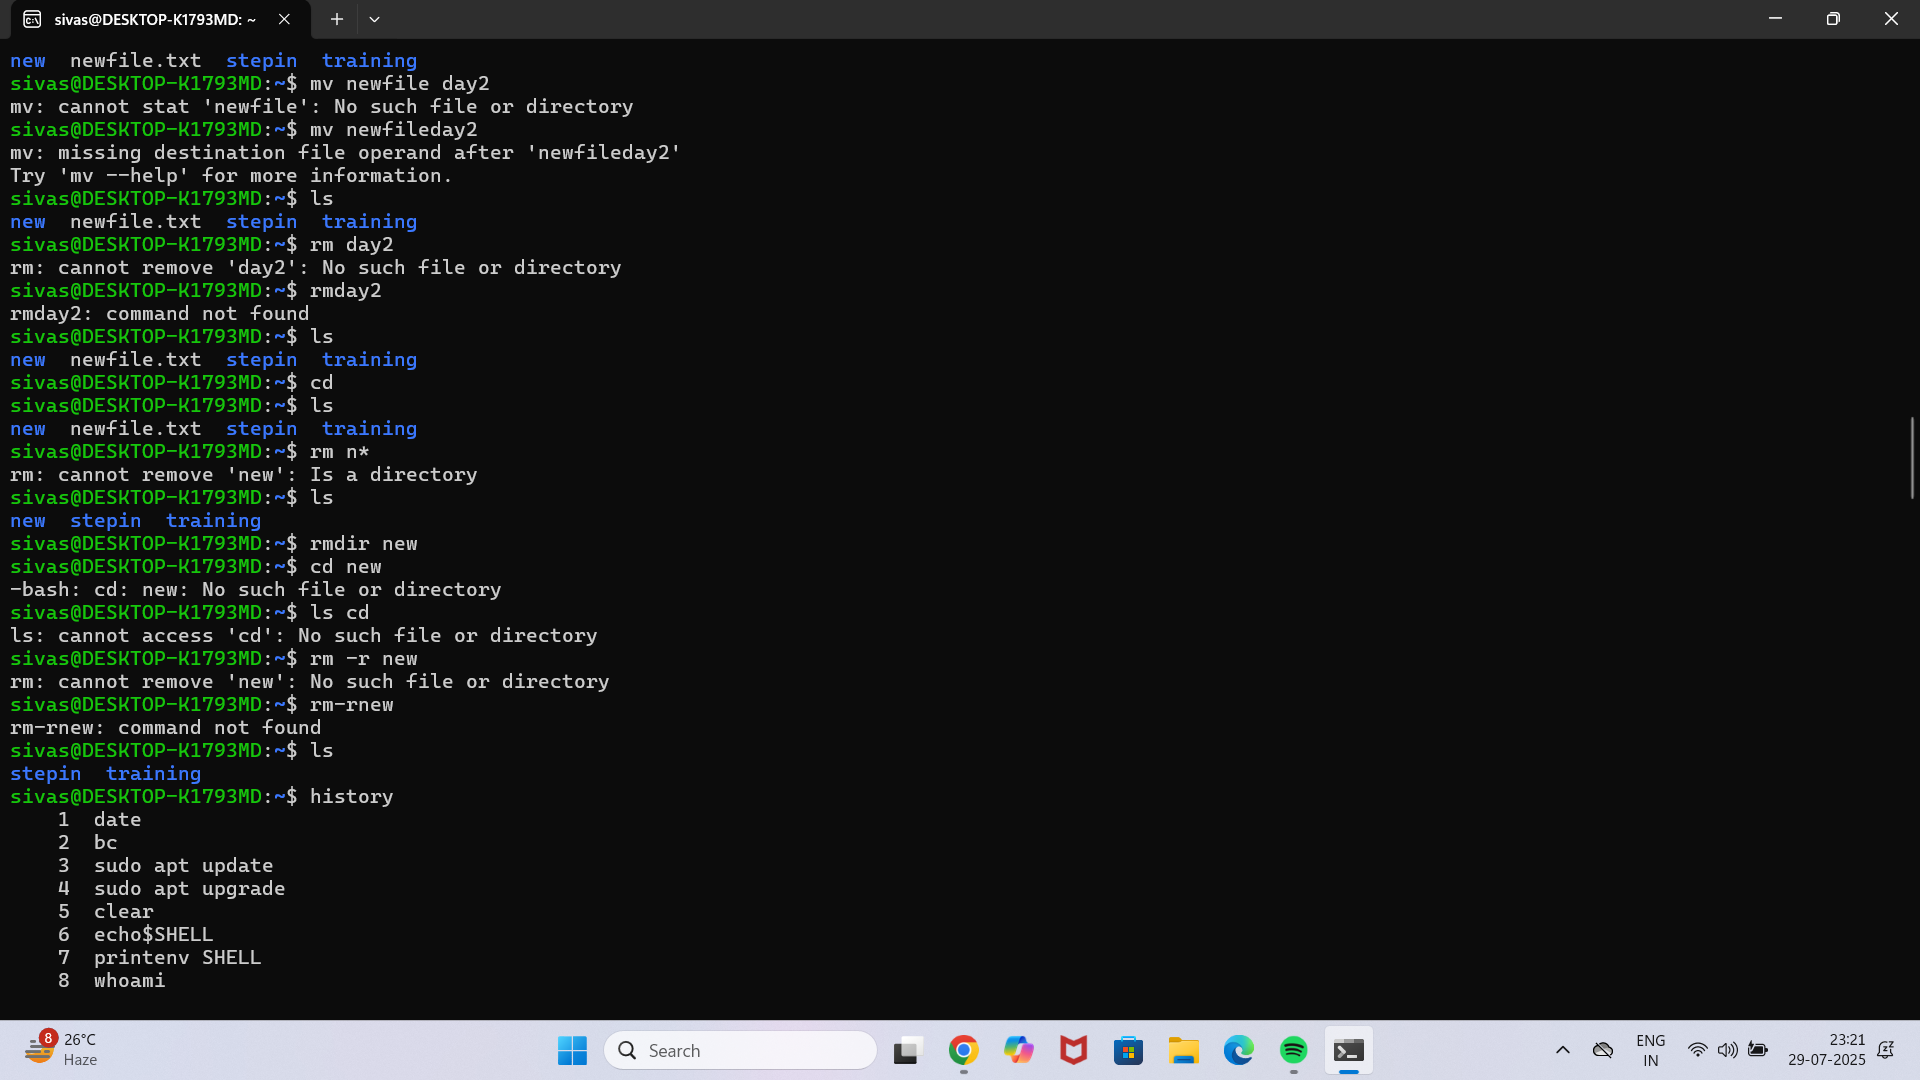 sivas@DESKTOP-K1793MD: ~
new  newfile.txt  stepin  training
sivas@DESKTOP-K1793MD:~$ mv newfile day2
mv: cannot stat 'newfile': No such file or directory
sivas@DESKTOP-K1793MD:~$ mv newfileday2
mv: missing destination file operand after 'newfileday2'
Try 'mv --help' for more information.
sivas@DESKTOP-K1793MD:~$ ls
new  newfile.txt  stepin  training
sivas@DESKTOP-K1793MD:~$ rm day2
rm: cannot remove 'day2': No such file or directory
sivas@DESKTOP-K1793MD:~$ rmday2
rmday2: command not found
sivas@DESKTOP-K1793MD:~$ ls
new  newfile.txt  stepin  training
sivas@DESKTOP-K1793MD:~$ cd
sivas@DESKTOP-K1793MD:~$ ls
new  newfile.txt  stepin  training
sivas@DESKTOP-K1793MD:~$ rm n*
rm: cannot remove 'new': Is a directory
sivas@DESKTOP-K1793MD:~$ ls
new  stepin  training
sivas@DESKTOP-K1793MD:~$ rmdir new
sivas@DESKTOP-K1793MD:~$ cd new
-bash: cd: new: No such file or directory
sivas@DESKTOP-K1793MD:~$ ls cd
ls: cannot access 'cd': No such file or directory
sivas@DESKTOP-K1793MD:~$ rm -r new
rm: cannot remove 'new': No such file or directory
sivas@DESKTOP-K1793MD:~$ rm-rnew
rm-rnew: command not found
sivas@DESKTOP-K1793MD:~$ ls
stepin  training
sivas@DESKTOP-K1793MD:~$ history
    1  date
    2  bc
    3  sudo apt update
    4  sudo apt upgrade
    5  clear
    6  echo$SHELL
    7  printenv SHELL
    8  whoami
8
26°C
Haze
Search
ENG
IN
23:21
29-07-2025